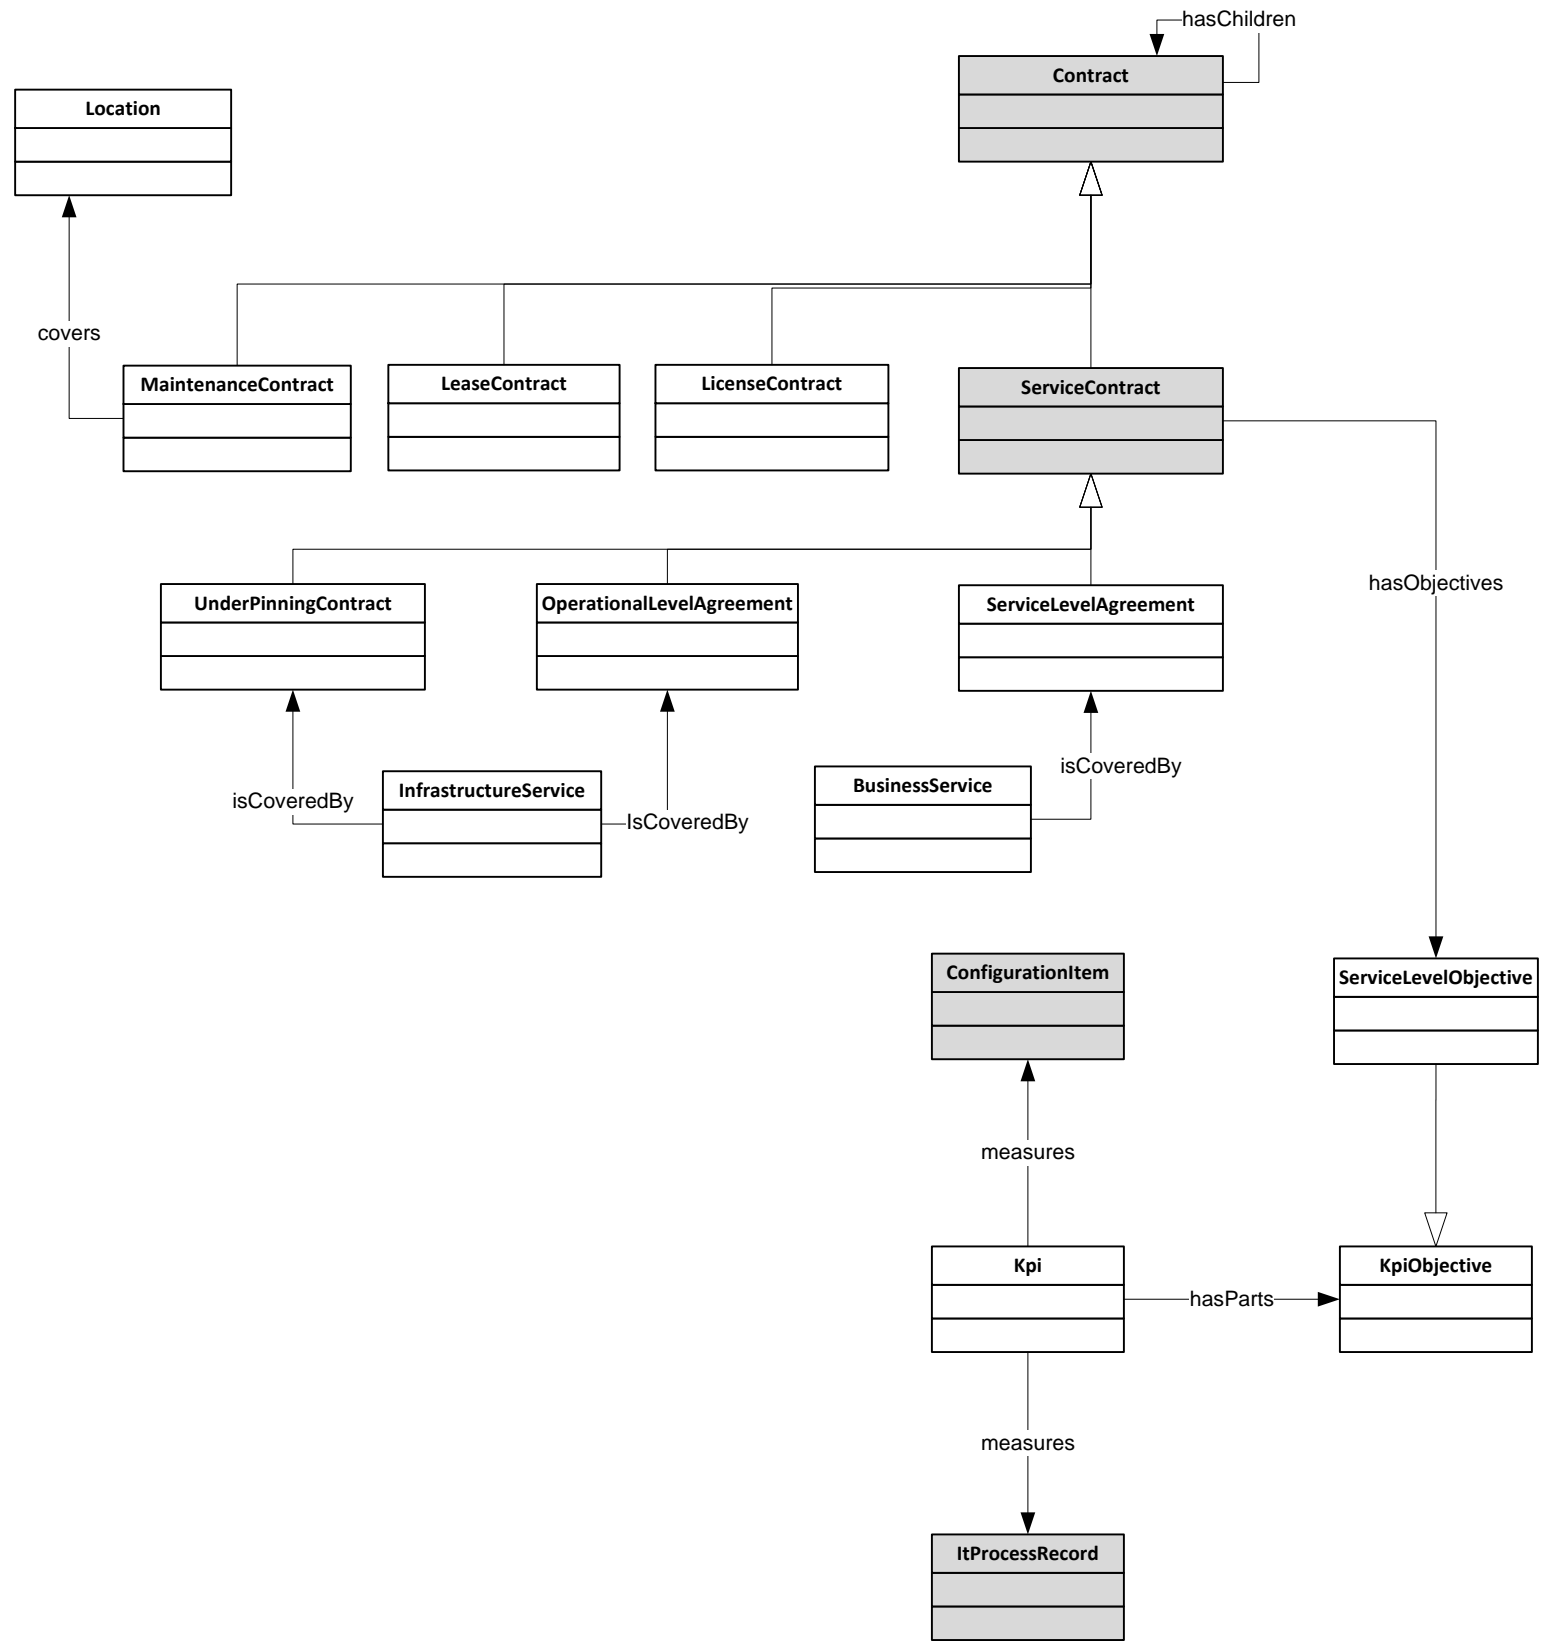 hasChildren
Contract
Location
covers
MaintenanceContract
LeaseContract
LicenseContract
ServiceContract
hasObjectives
UnderPinningContract
OperationalLevelAgreement
ServiceLevelAgreement
isCoveredBy
InfrastructureService
IsCoveredBy
BusinessService
isCoveredBy
ConfigurationItem
ServiceLevelObjective
measures
Kpi
hasParts
KpiObjective
measures
ItProcessRecord